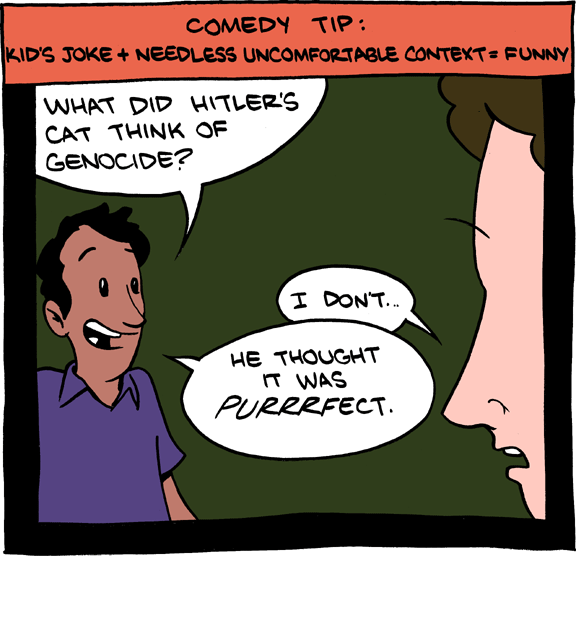 COMEDY TIP:
KID'S JOKE + NEEDLESS UNCOMFORTABLE CONTEXT = FUNNY
WHAT DID HITLER'S
CAT THINK OF
GENOCIDE?
I DON'T...
HE THOUGHT
IT WAS
PURRRFECT.